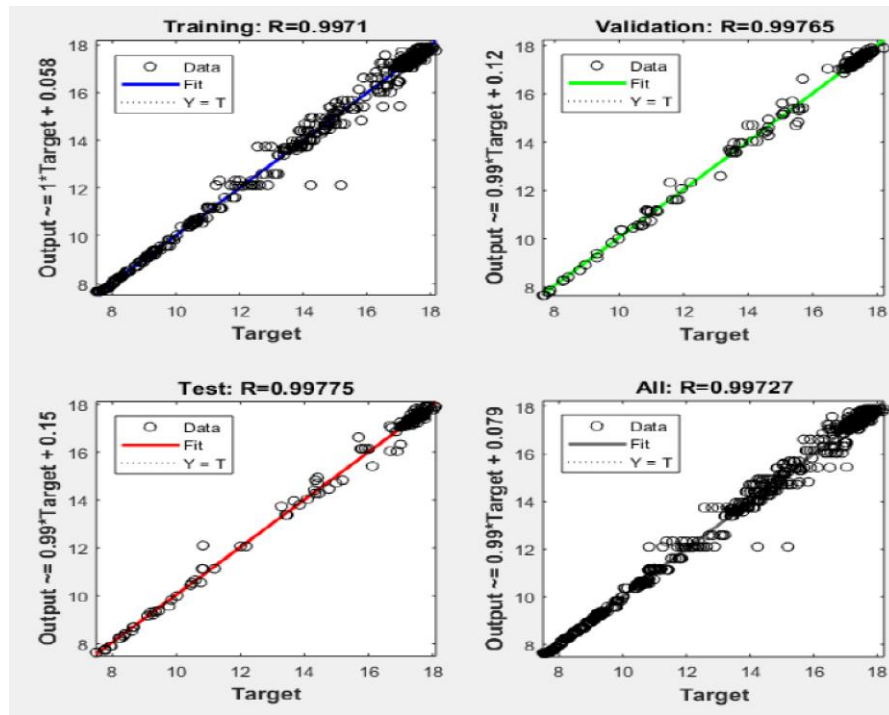 Training: R=0.9971
Output ~= 1*Target + 0.058
18
16
14
12
10
8
Data
Fit
Y = T
8 10 12 14 16 18
Target
Validation: R=0.99765
Output ~= 0.99*Target + 0.12
18
16
14
12
10
8
Data
Fit
Y = T
8 10 12 14 16 18
Target
Test: R=0.99775
Output ~= 0.99*Target + 0.15
18
16
14
12
10
8
Data
Fit
Y = T
8 10 12 14 16 18
Target
All: R=0.99727
Output ~= 0.99*Target + 0.079
18
16
14
12
10
8
Data
Fit
Y = T
8 10 12 14 16 18
Target